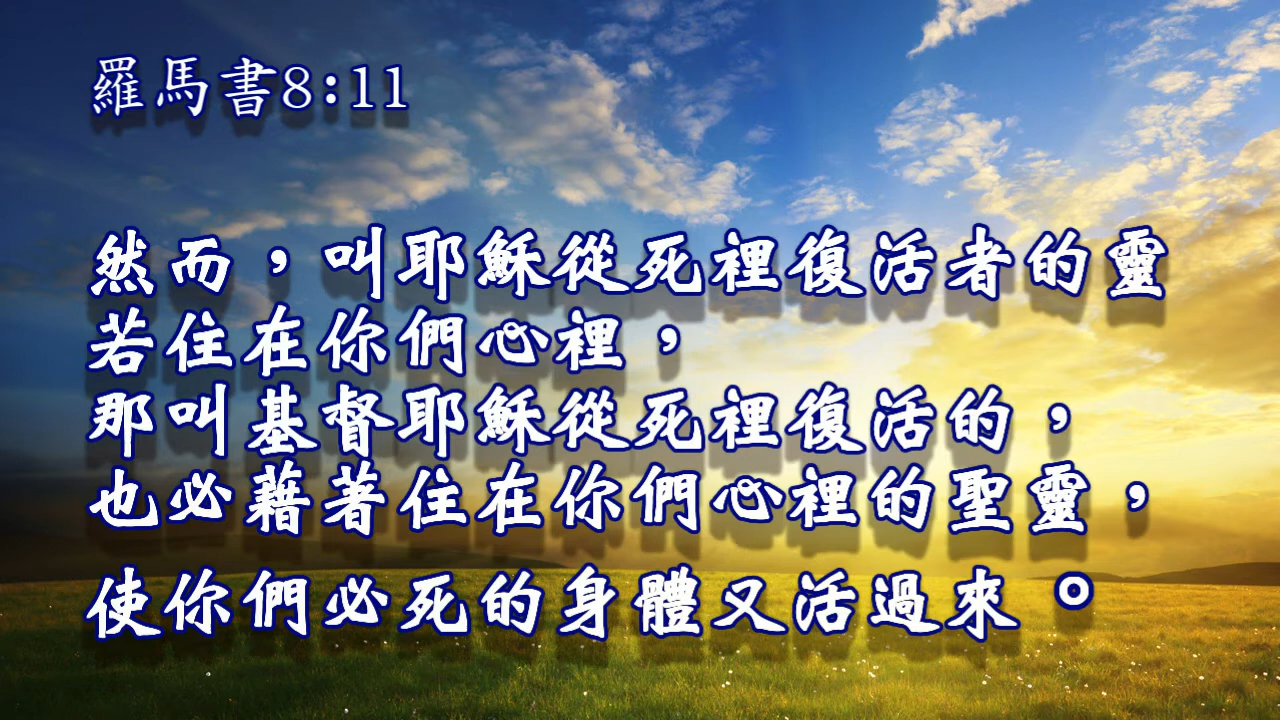 羅馬書8:11
然而，叫耶穌從死裡復活者的靈
若住在你們心裡，
那叫基督耶穌從死裡復活的，
也必藉著住在你們心裡的聖靈，
使你們必死的身體又活過來。